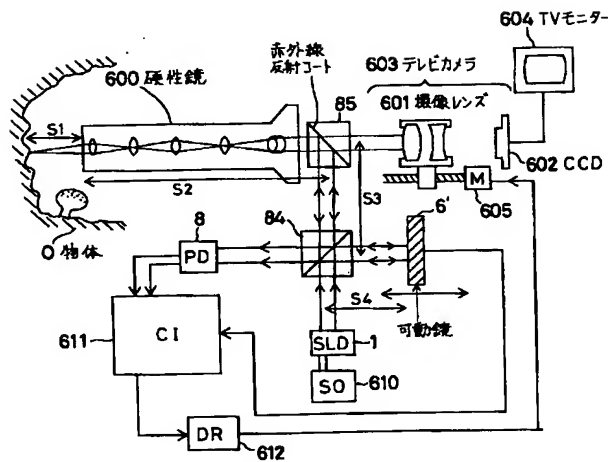 604 TVモニター
赤外線
反射コート
603 テレビカメラ
600 硬性鏡
85
601 撮像レンズ
S1
602 CCD
S2
S3
M
605
O 物体
84
6'
8
PD
S4
可動鏡
611
CI
SLD
1
SO
610
DR
612